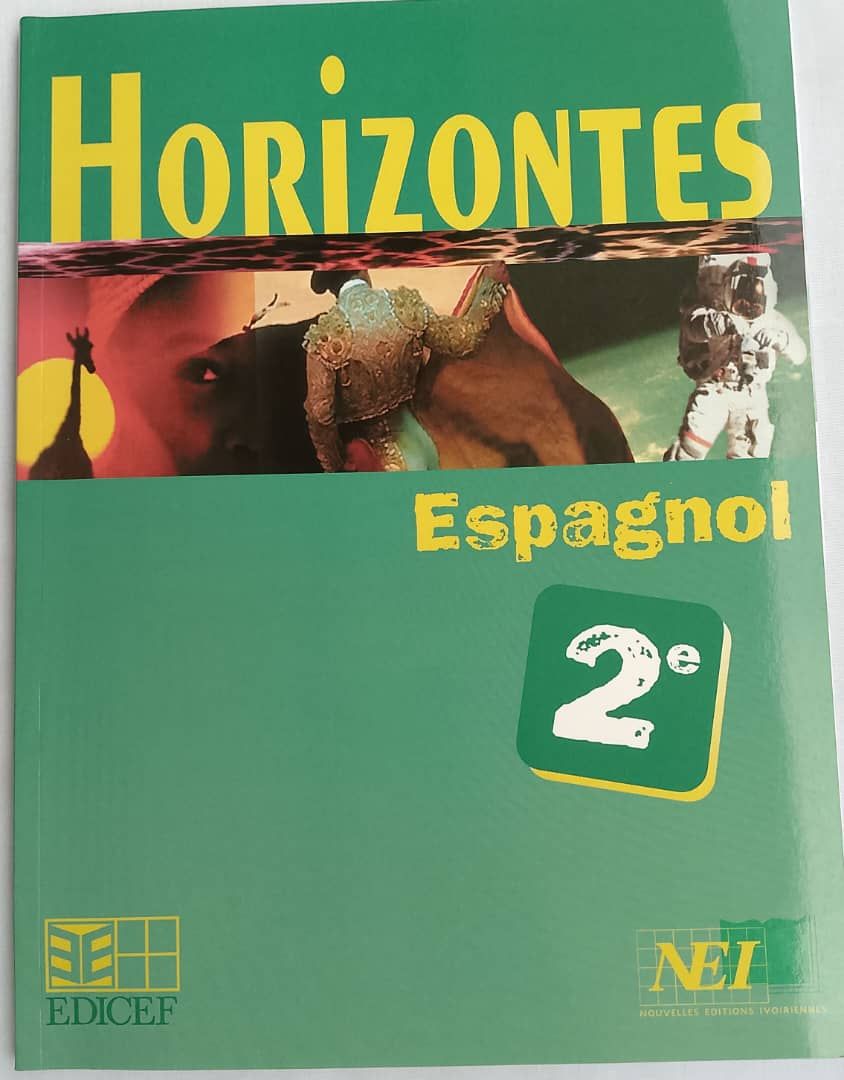 HORiZONTES
Espagnol
2e
EDICEF
NEI
NOUVELLES EDITIONS IVOIRIENNES